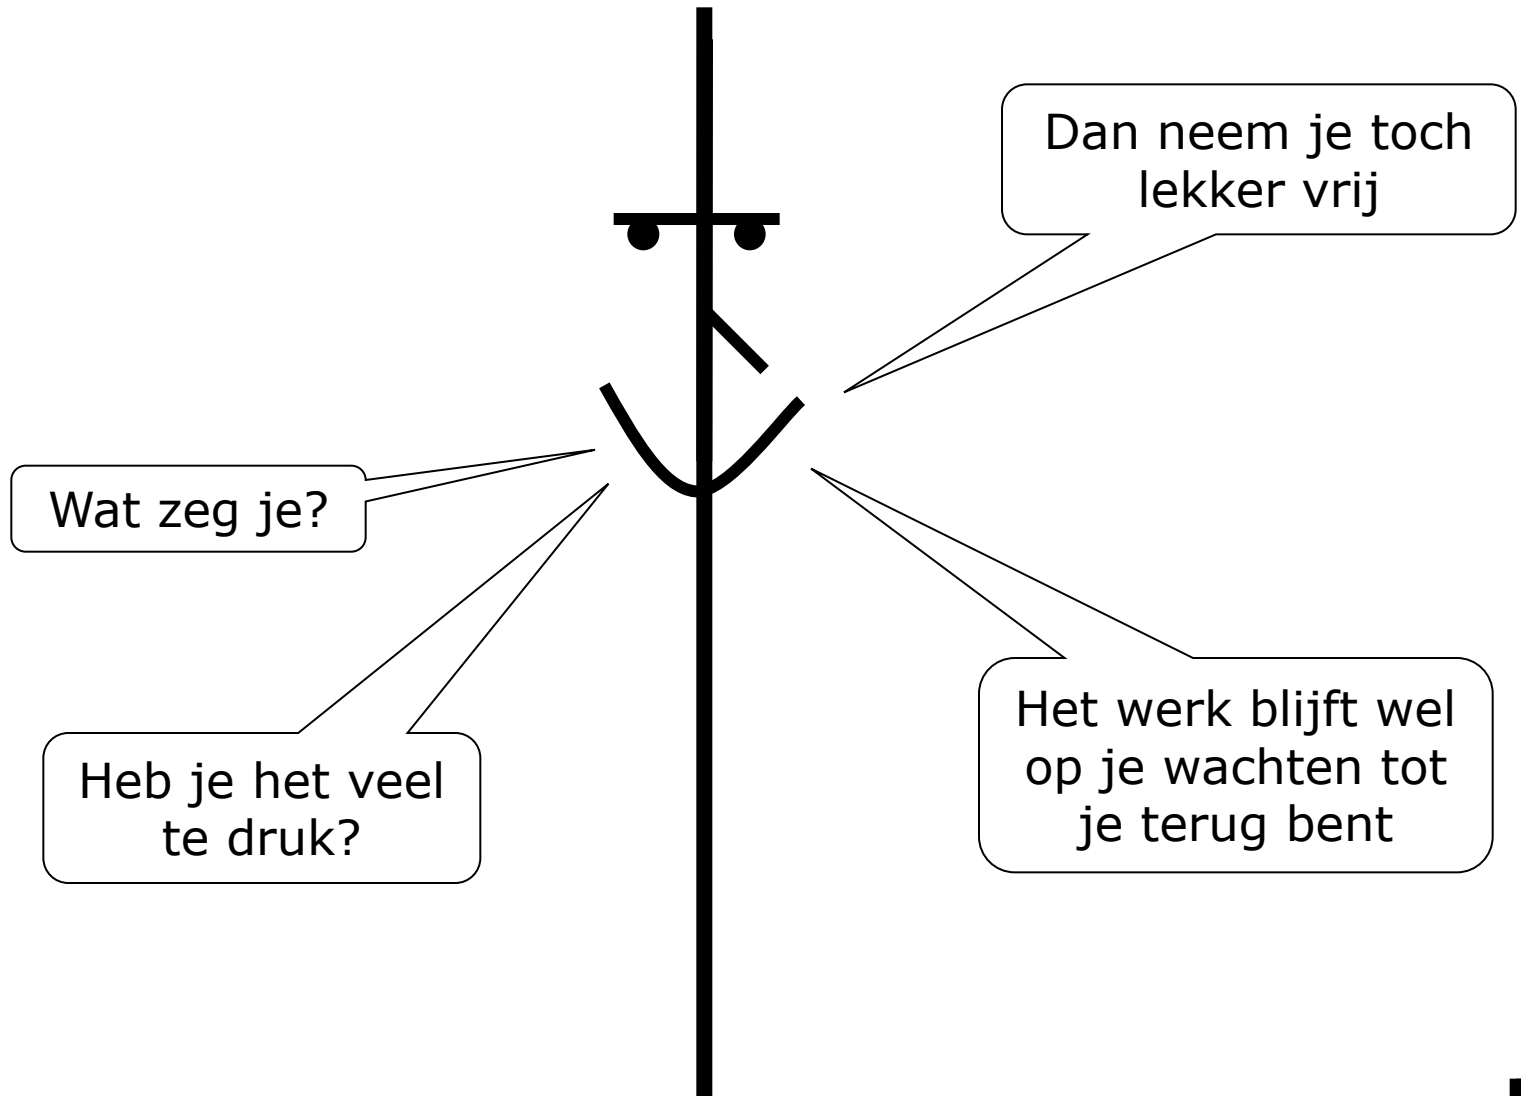 Wat zeg je?
Heb je het veel
te druk?
Dan neem je toch
lekker vrij
Het werk blijft wel
op je wachten tot
je terug bent